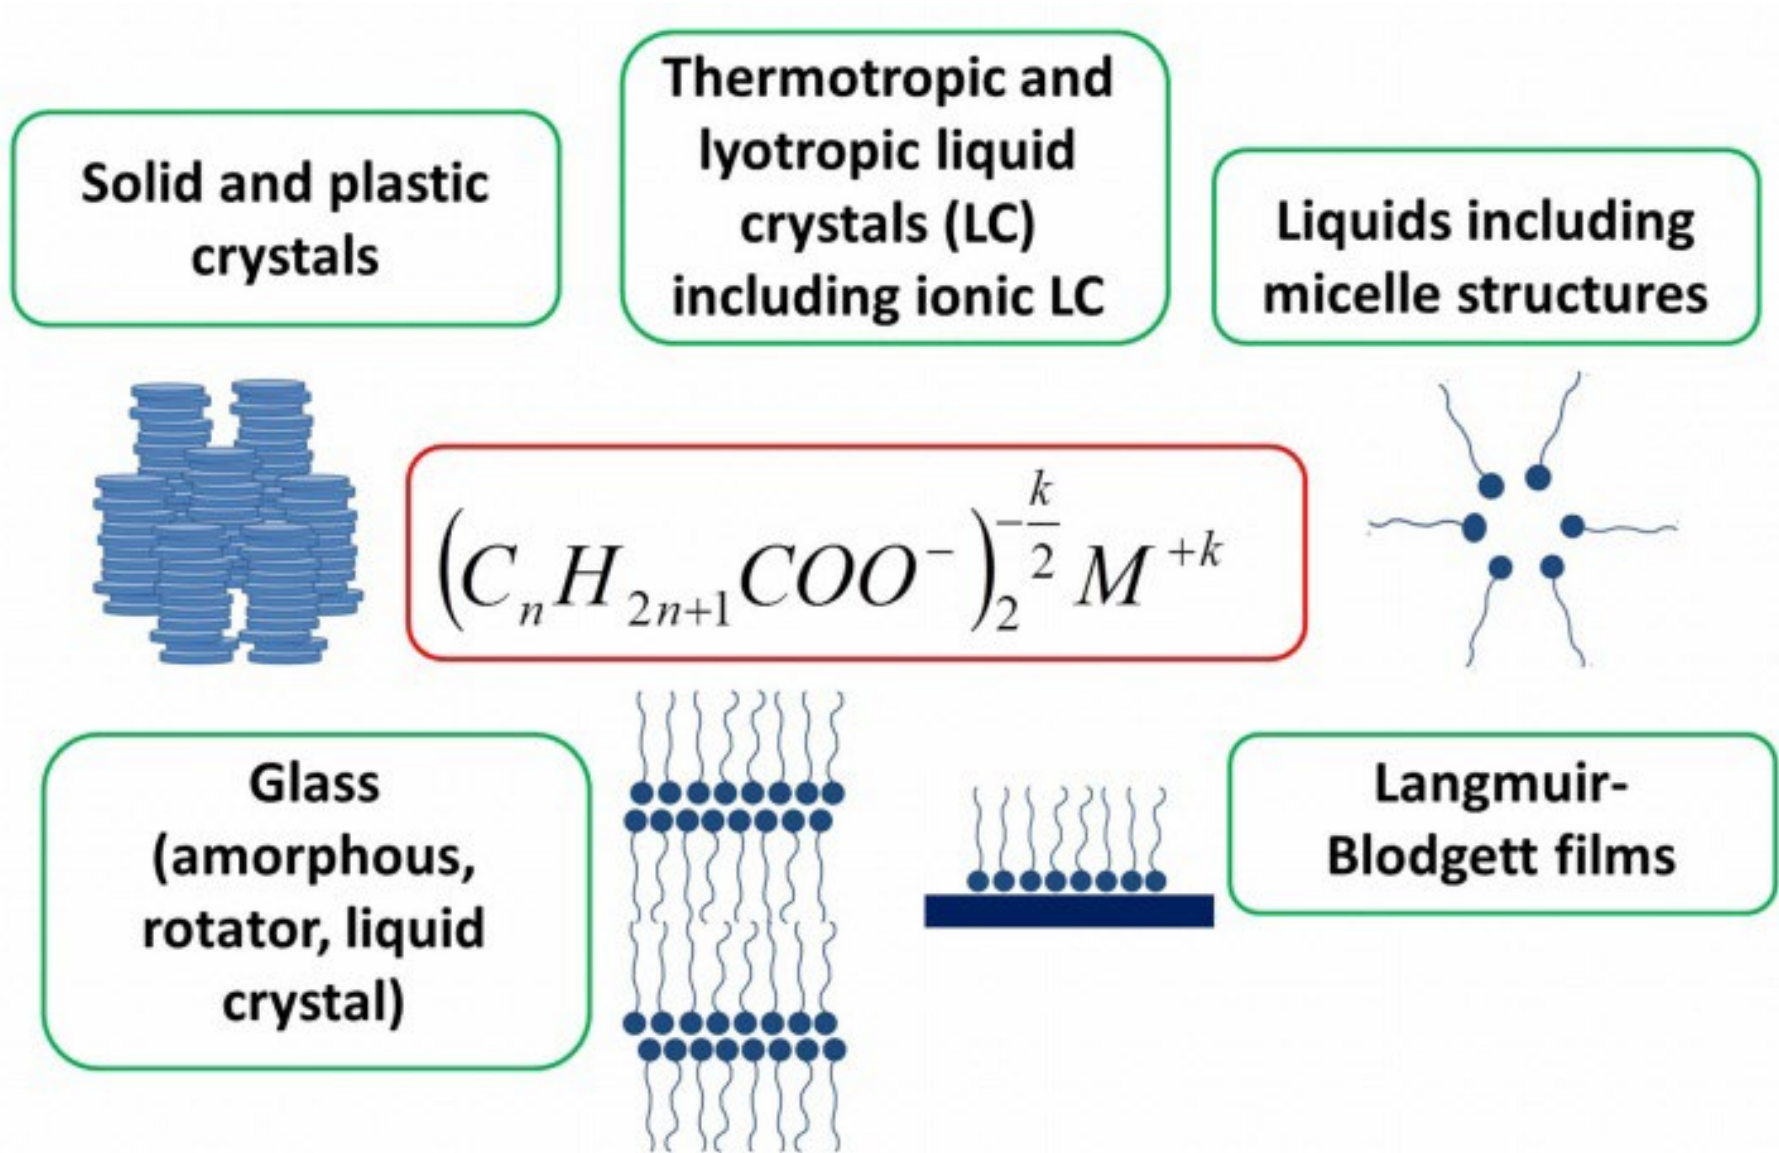 Solid and plastic
crystals
Thermotropic and
lyotropic liquid
crystals (LC)
including ionic LC
Liquids including
micelle structures
(CₙH₂ₙ₊₁COO⁻)₂^(-k/2) M^(+k)
Glass
(amorphous,
rotator, liquid
crystal)
Langmuir-
Blodgett films